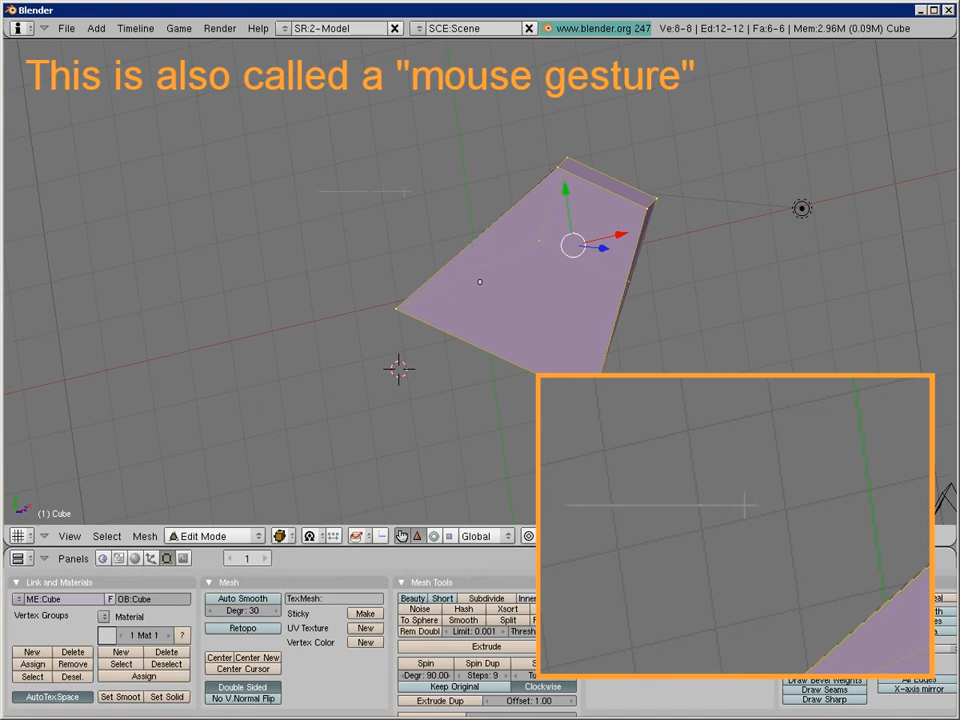 Blender
File Add Timeline Game Render Help SR:2-Model SCE:Scene www.blender.org 247 Ve:8-8 | Ed:12-12 | Fa:6-6 | Mem:2.96M (0.09M) Cube
This is also called a "mouse gesture"
(1) Cube
View Select Mesh Edit Mode Global
Panels 1
Link and Materials
ME:Cube F OB:Cube
Vertex Groups Material
1 Mat 1 ?
New Delete New Delete
Assign Remove Select Deselect
Select Desel. Assign
AutoTexSpace Set Smoot Set Solid
Mesh
Auto Smooth TexMesh:
Degr: 30 Sticky Make
Retopo UV Texture New
Vertex Color New
Center Center New
Center Cursor
Double Sided
No V.Normal Flip
Mesh Tools
Beauty Short Subdivide
Noise Hash Xsort
To Sphere Smooth Split
Rem Doubl Limit: 0.001
Extrude
Spin Spin Dup
Degr: 90.00 Steps: 9
Keep Original Clockwise
Extrude Dup Offset: 1.00
Draw Bevel Weights All Edges
Draw Seams X-axis mirror
Draw Sharp